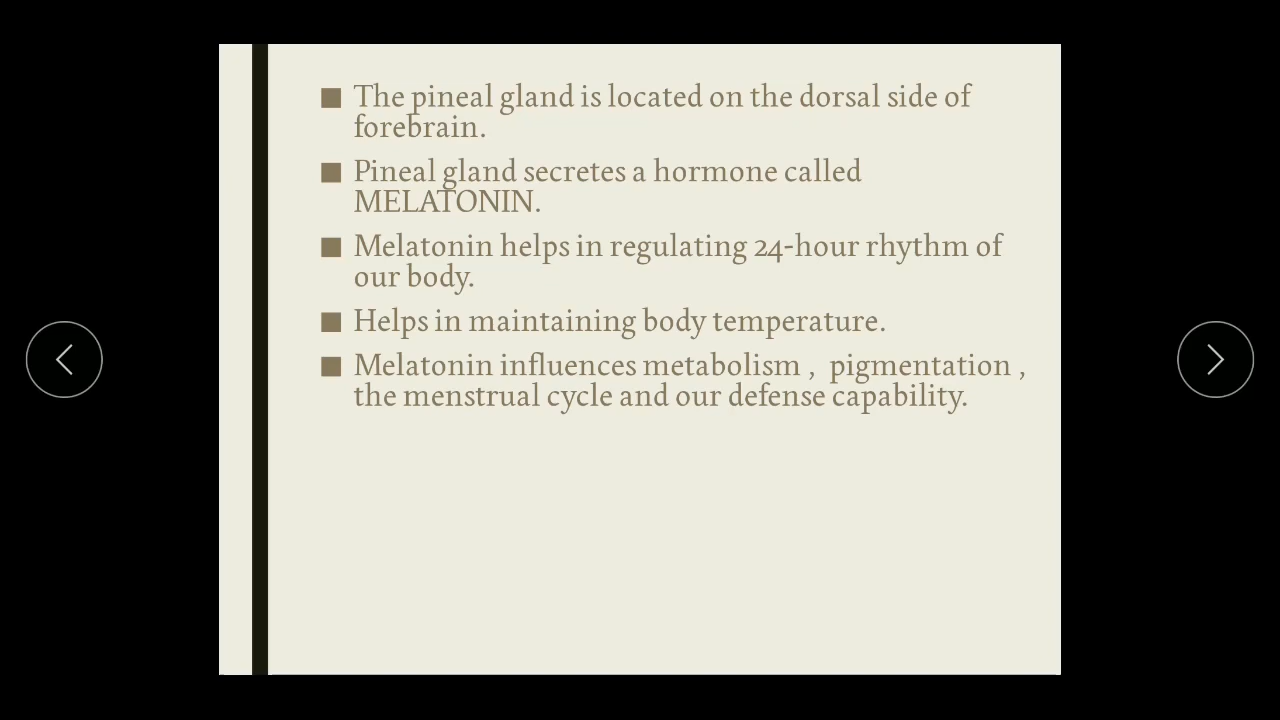 ■ The pineal gland is located on the dorsal side of
forebrain.
■ Pineal gland secretes a hormone called
MELATONIN.
■ Melatonin helps in regulating 24-hour rhythm of
our body.
■ Helps in maintaining body temperature.
■ Melatonin influences metabolism , pigmentation ,
the menstrual cycle and our defense capability.